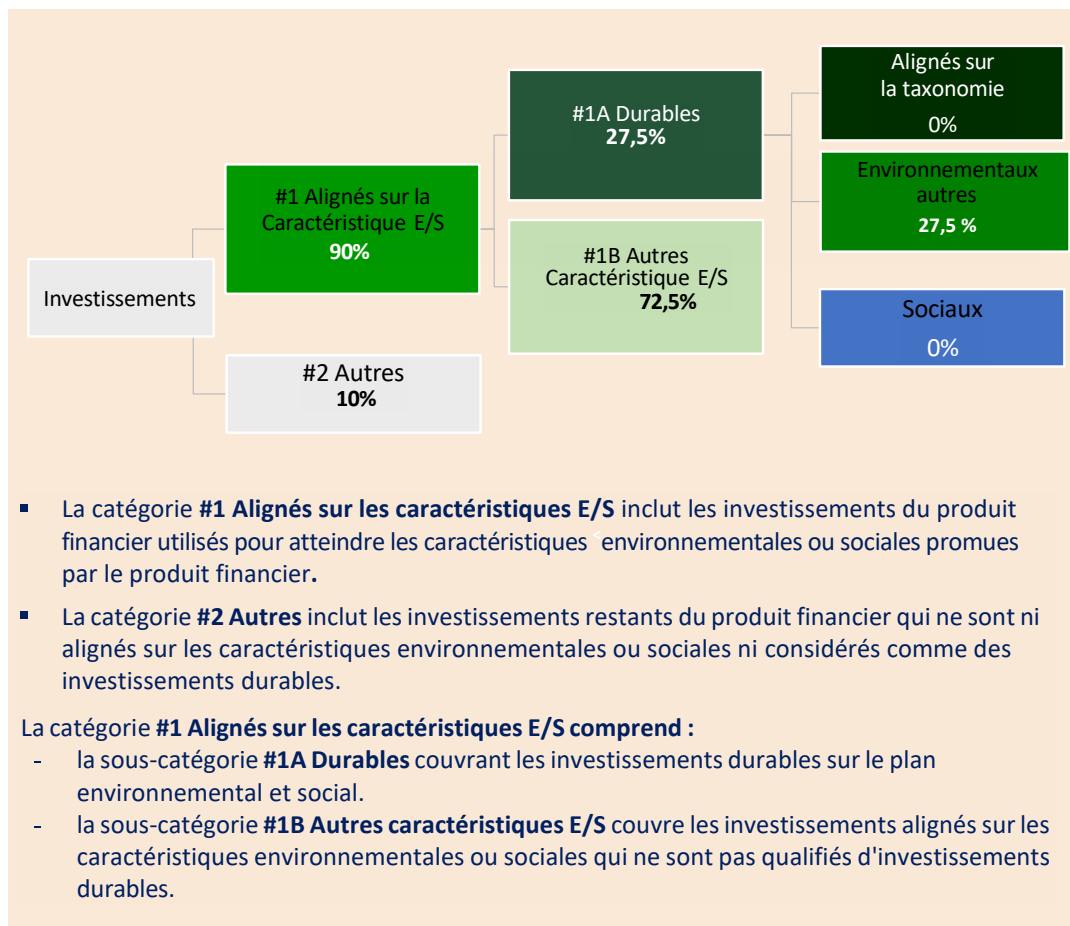 Investissements
#1 Alignés sur la
Caractéristique E/S
90%
#2 Autres
10%
#1A Durables
27,5%
#1B Autres
Caractéristique E/S
72,5%
Alignés sur
la taxonomie
0%
Environnementaux
autres
27,5 %
Sociaux
0%
▪ La catégorie #1 Alignés sur les caractéristiques E/S inclut les investissements du produit
financier utilisés pour atteindre les caractéristiques <environnementales ou sociales promues
par le produit financier.
▪ La catégorie #2 Autres inclut les investissements restants du produit financier qui ne sont ni
alignés sur les caractéristiques environnementales ou sociales ni considérés comme des
investissements durables.
La catégorie #1 Alignés sur les caractéristiques E/S comprend :
- la sous-catégorie #1A Durables couvrant les investissements durables sur le plan
environnemental et social.
- la sous-catégorie #1B Autres caractéristiques E/S couvre les investissements alignés sur les
caractéristiques environnementales ou sociales qui ne sont pas qualifiés d'investissements
durables.